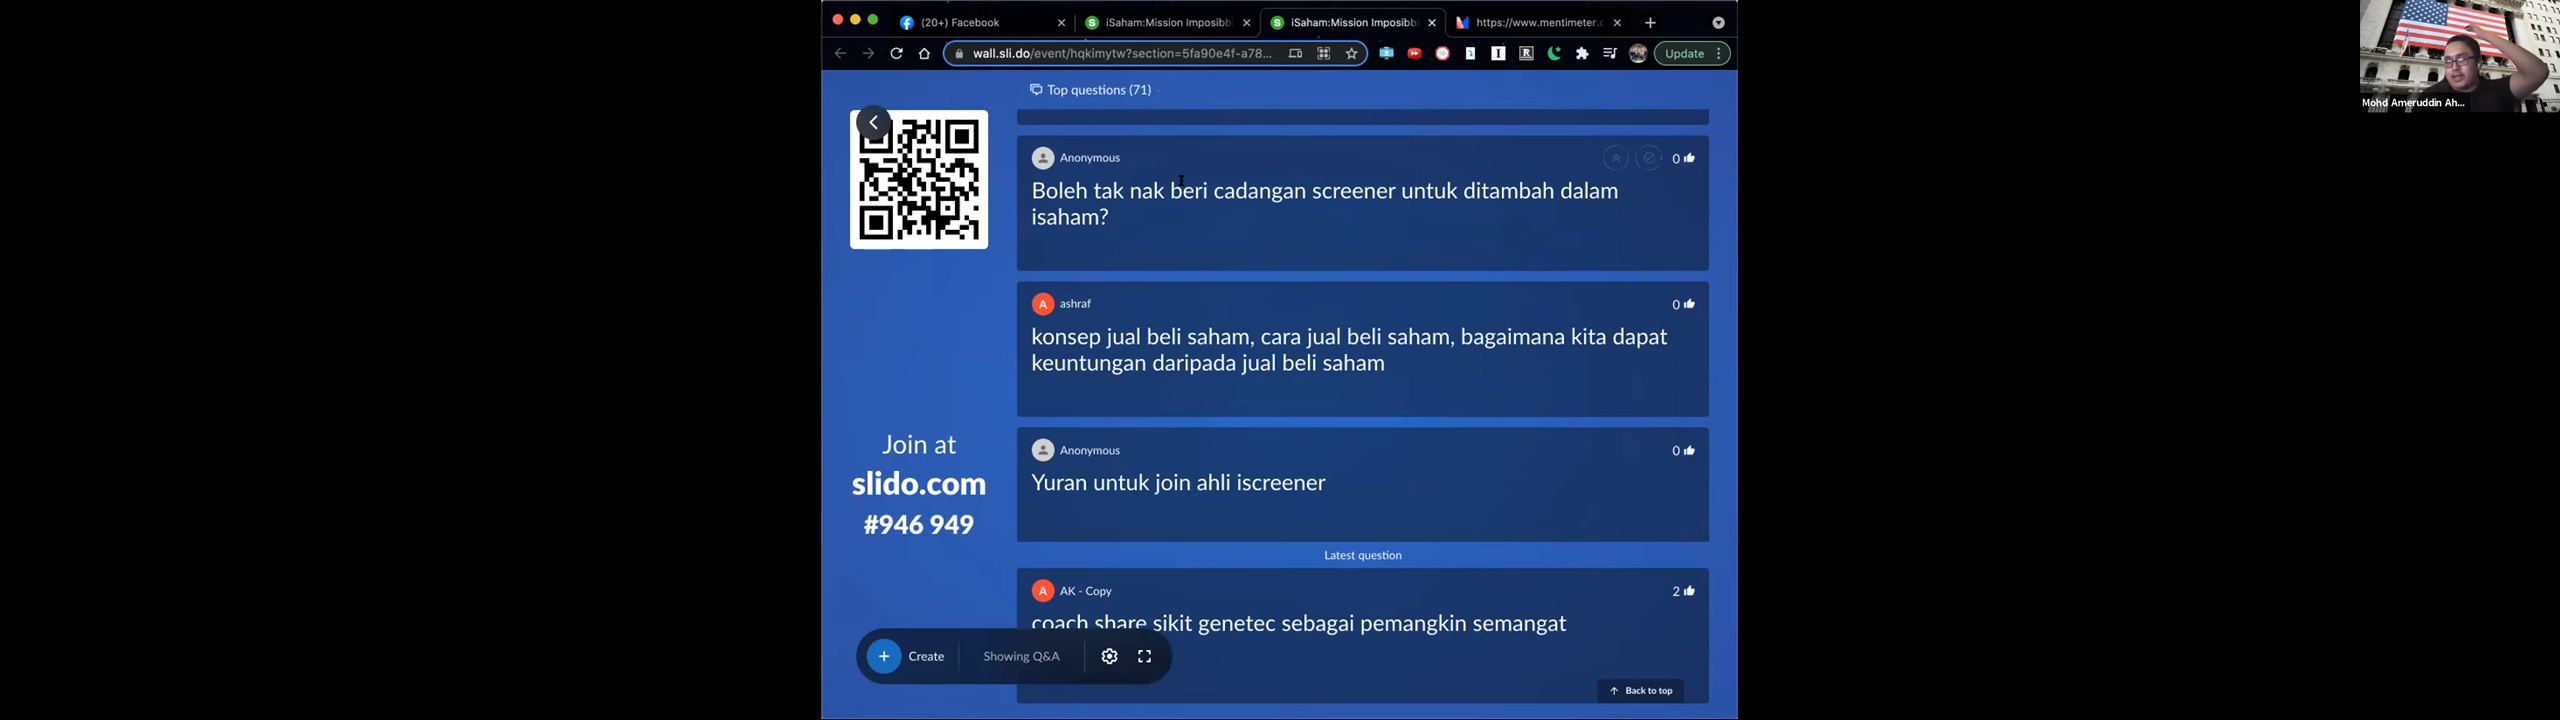 (20+) Facebook
iSaham:Mission Imposibb
iSaham:Mission Imposibb
https://www.mentimeter.c
wall.sli.do/event/hqkimytw?section=5fa90e4f-a78...
Update
Top questions (71)
Anonymous
0
Boleh tak nak beri cadangan screener untuk ditambah dalam
isaham?
A ashraf
0
konsep jual beli saham, cara jual beli saham, bagaimana kita dapat
keuntungan daripada jual beli saham
Anonymous
0
Yuran untuk join ahli iscreener
Join at
slido.com
#946 949
Latest question
A AK - Copy
2
coach share sikit genetec sebagai pemangkin semangat
Create
Showing Q&A
Back to top
Mohd Ameruddin Ah...